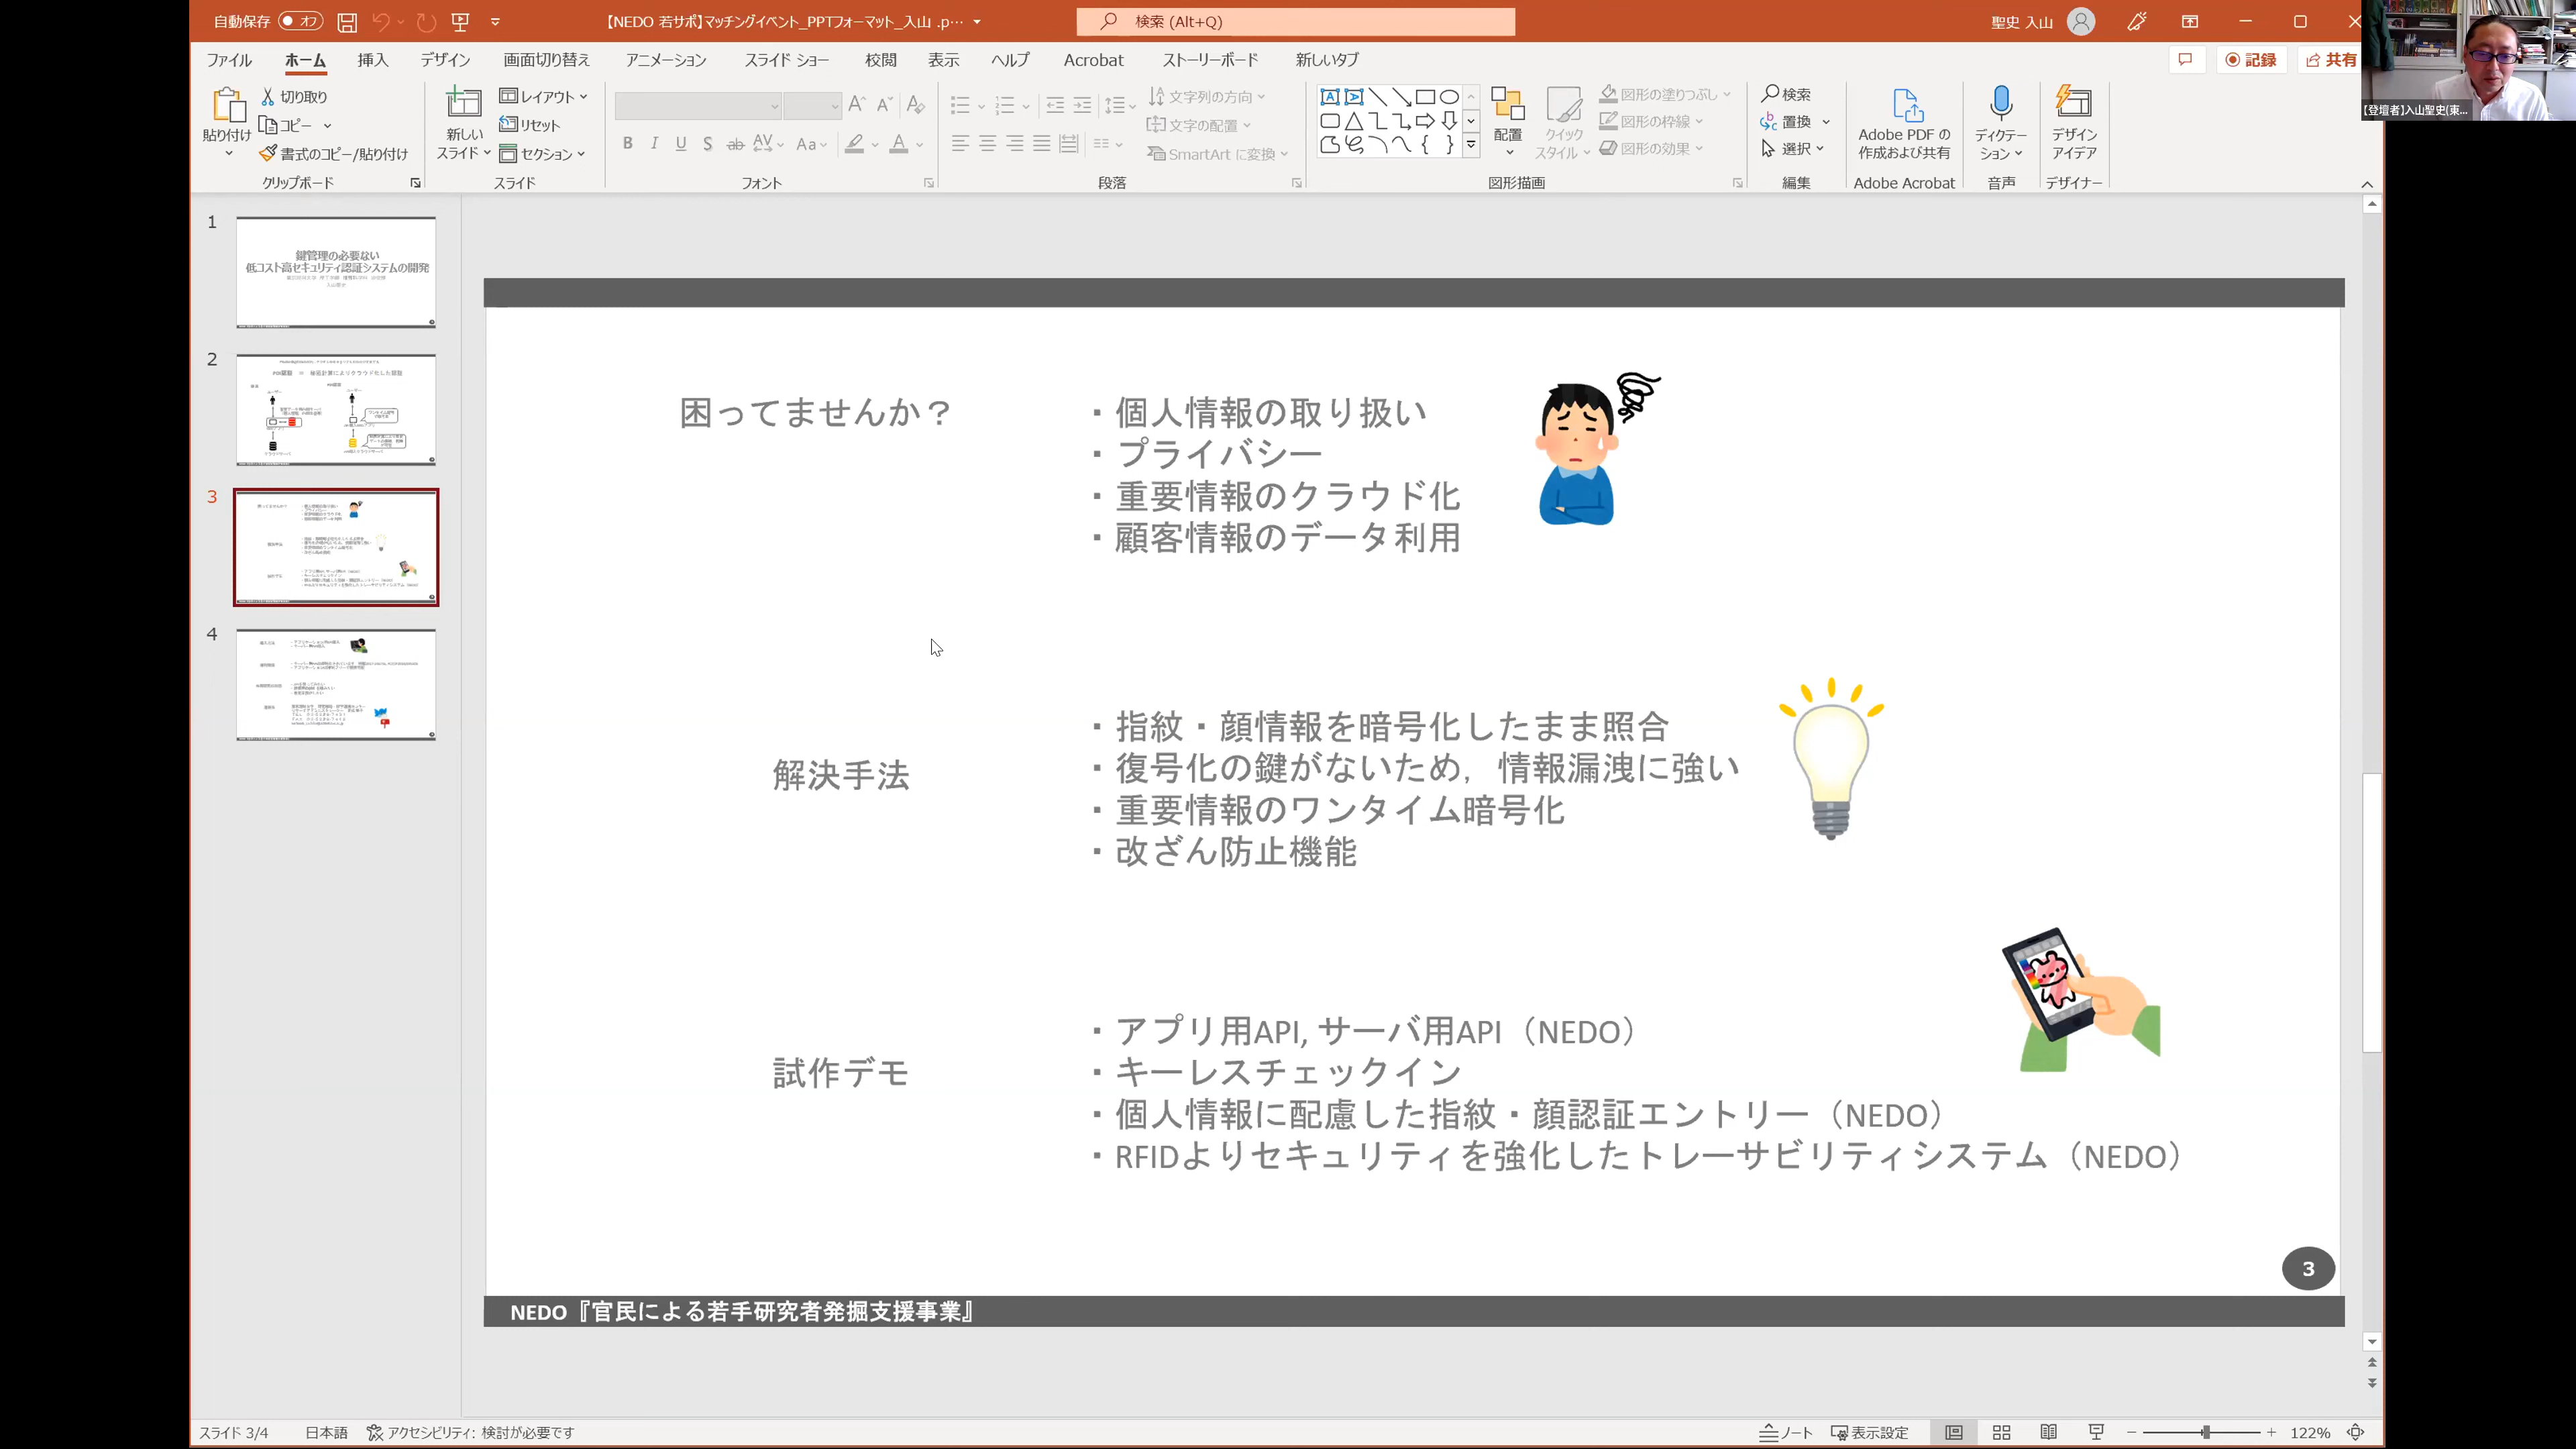 自動保存 オフ
【NEDO 若サポ】マッチングイベント_PPTフォーマット_入山 .p…
検索 (Alt+Q)
聖史 入山
ファイル ホーム 挿入 デザイン 画面切り替え アニメーション スライド ショー 校閲 表示 ヘルプ Acrobat ストーリーボード 新しいタブ
記録 共有
【登壇者】入山聖史(東...
貼り付け
切り取り
コピー
書式のコピー/貼り付け
クリップボード
新しい
スライド
レイアウト
リセット
セクション
スライド
フォント
文字列の方向
文字の配置
SmartArt に変換
段落
配置
クイック
スタイル
図形の塗りつぶし
図形の枠線
図形の効果
図形描画
検索
置換
選択
編集
Adobe PDF の
作成および共有
Adobe Acrobat
ディクテー
ション
音声
デザイン
アイデア
デザイナー
1
鍵管理の必要ない
低コスト高セキュリティ認証システムの開発
2
3
4
困ってませんか？
・個人情報の取り扱い
・プライバシー
・重要情報のクラウド化
・顧客情報のデータ利用
解決手法
・指紋・顔情報を暗号化したまま照合
・復号化の鍵がないため，情報漏洩に強い
・重要情報のワンタイム暗号化
・改ざん防止機能
試作デモ
・アプリ用API, サーバ用API（NEDO）
・キーレスチェックイン
・個人情報に配慮した指紋・顔認証エントリー（NEDO）
・RFIDよりセキュリティを強化したトレーサビリティシステム（NEDO）
3
NEDO『官民による若手研究者発掘支援事業』
スライド 3/4 日本語 アクセシビリティ: 検討が必要です
ノート 表示設定 122%